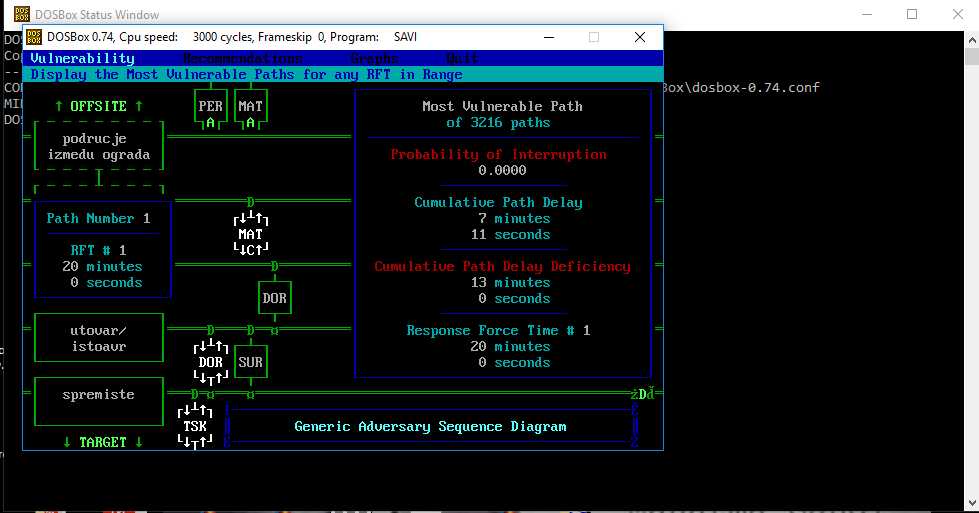 DOSBox Status Window
DOSBox 0.74, Cpu speed: 3000 cycles, Frameskip 0, Program: SAVI
Vulnerability Recommendations Graphs Quit
Display the Most Vulnerable Paths for any RFT in Range
Box\dosbox-0.74.conf
↑ OFFSITE ↑
podrucje
izmedu ograda
Path Number 1
RFT # 1
20 minutes
0 seconds
utovar/
istoavr
spremiste
↓ TARGET ↓
PER MAT
A A
D
MAT
↓C↑
D
DOR
D D
DOR SUR
D
TSK
Most Vulnerable Path
of 3216 paths
Probability of Interruption
0.0000
Cumulative Path Delay
7 minutes
11 seconds
Cumulative Path Delay Deficiency
13 minutes
0 seconds
Response Force Time # 1
20 minutes
0 seconds
żDď
Generic Adversary Sequence Diagram